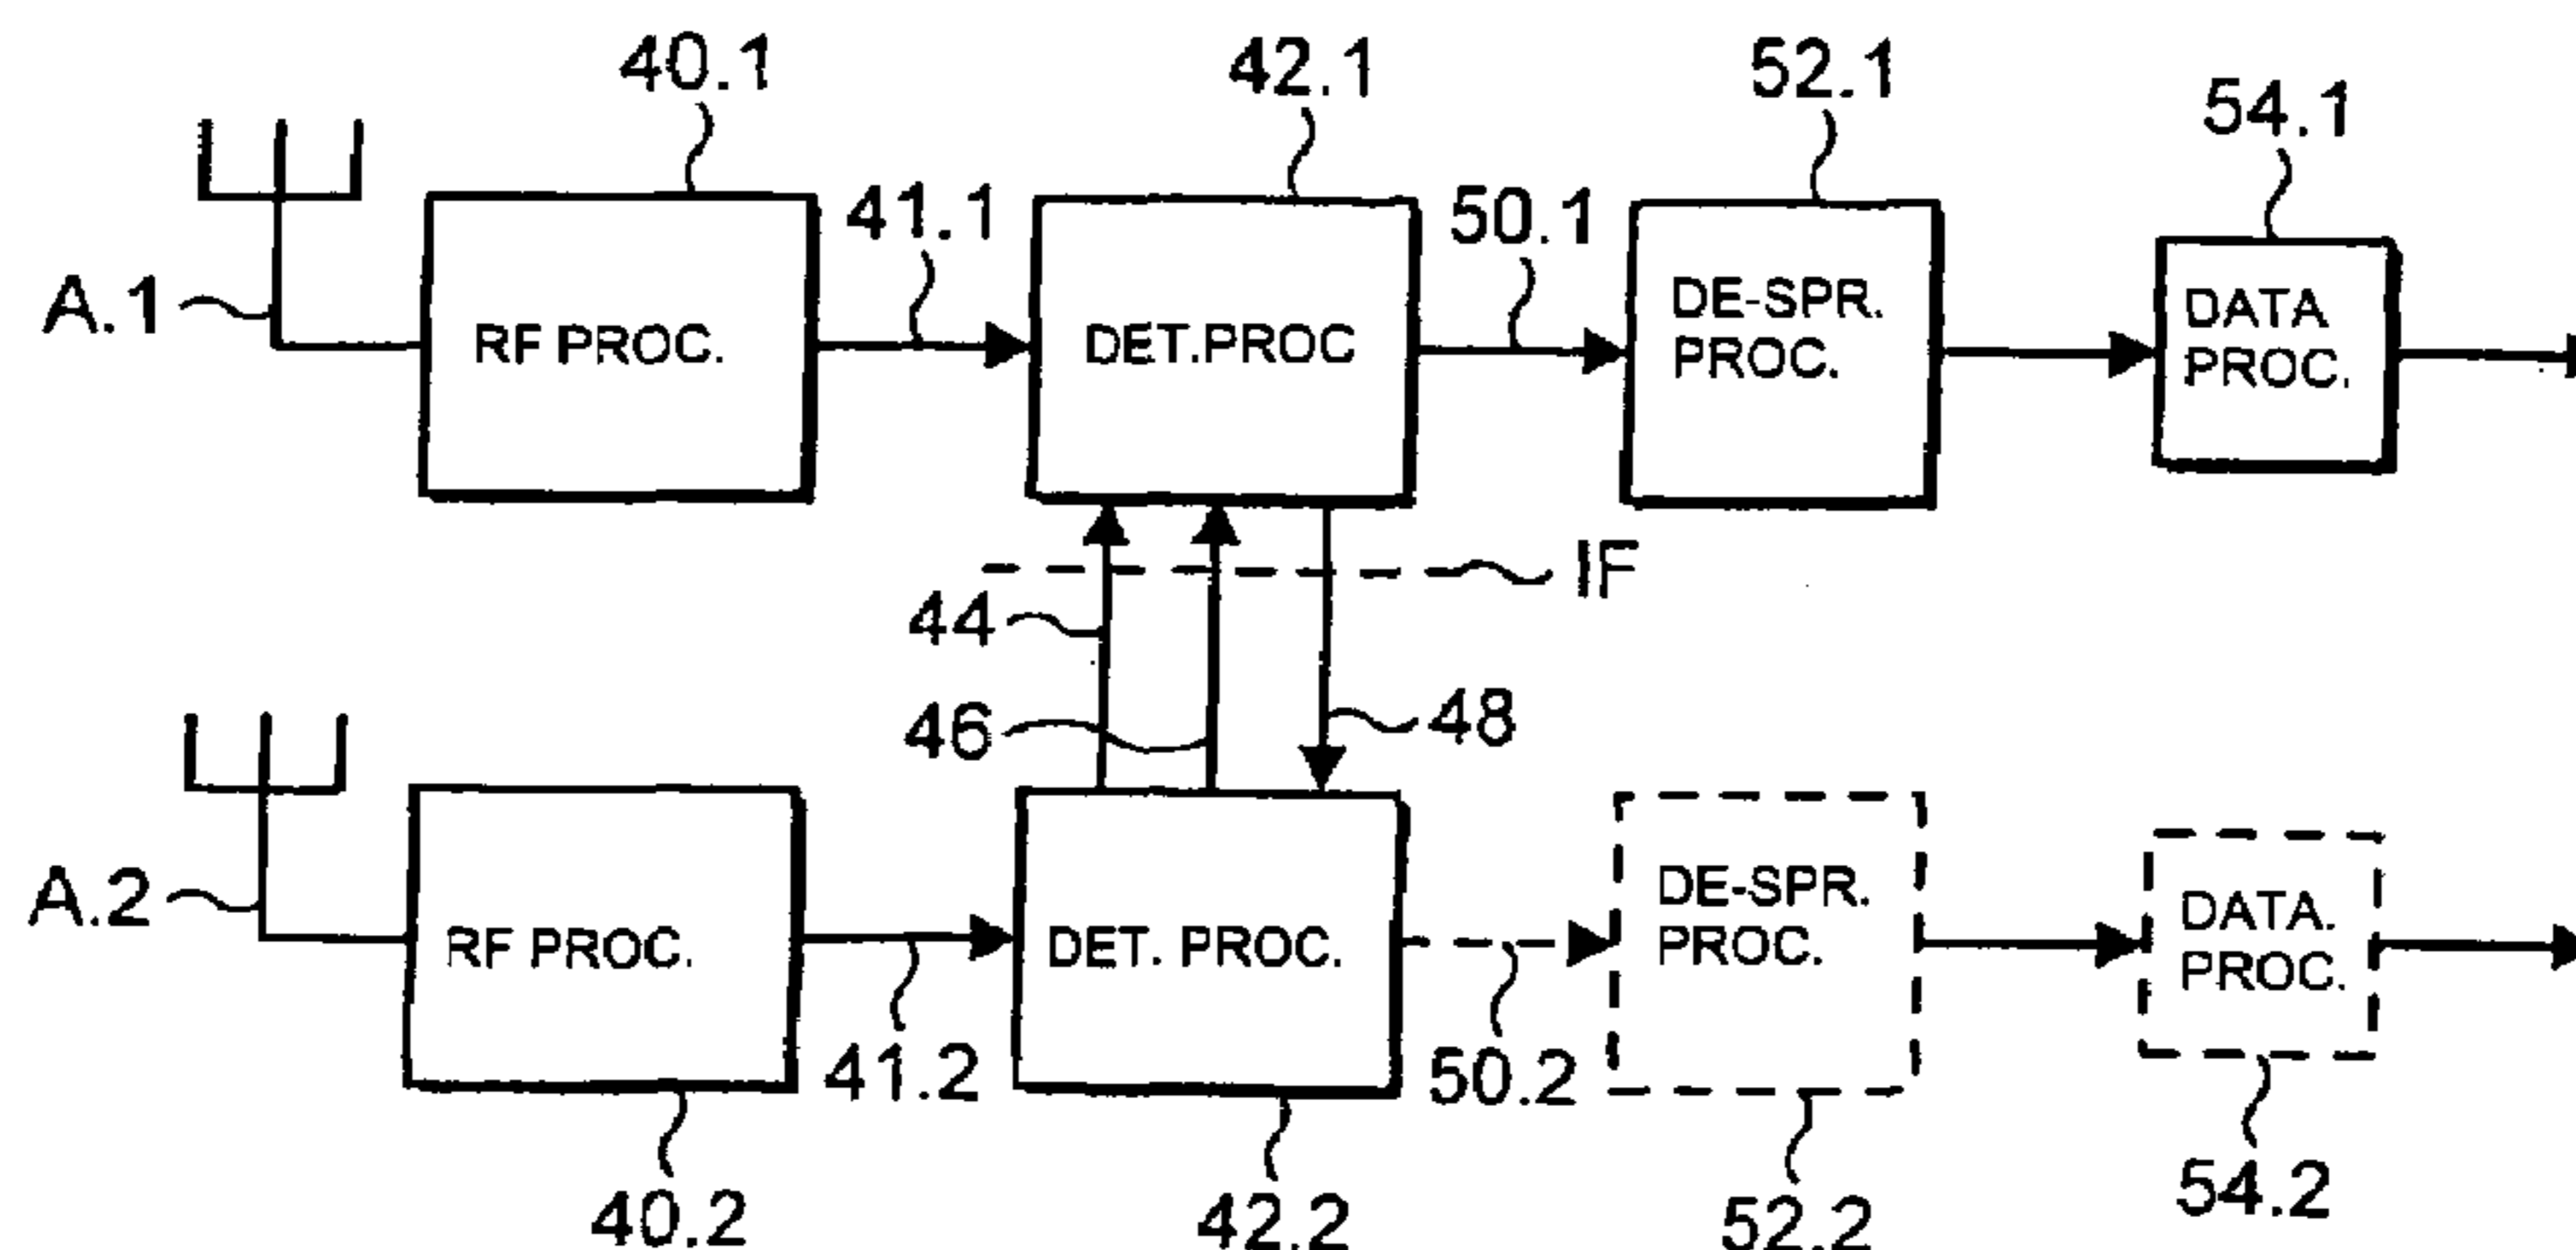 40.1
42.1
52.1
54.1
41.1
50.1
A.1
RF PROC.
DET.PROC
DE-SPR.
PROC.
DATA
PROC.
IF
44
46
48
A.2
RF PROC.
DET. PROC.
DE-SPR.
PROC.
DATA.
PROC.
41.2
50.2
40.2
42.2
52.2
54.2